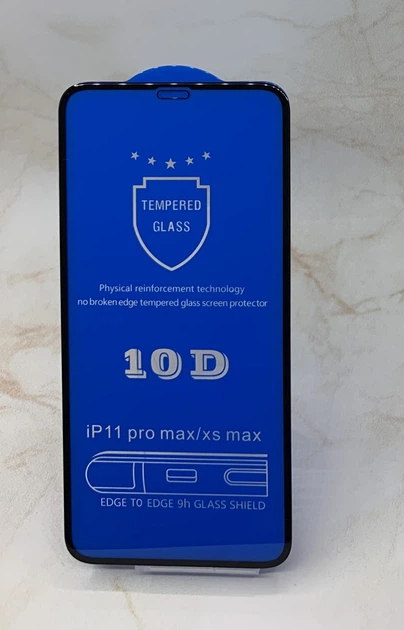 TEMPERED
GLASS
Physical reinforcement technology
no broken edge tempered glass screen protector
10D
iP11 pro max/xs max
EDGE TO EDGE 9h GLASS SHIELD